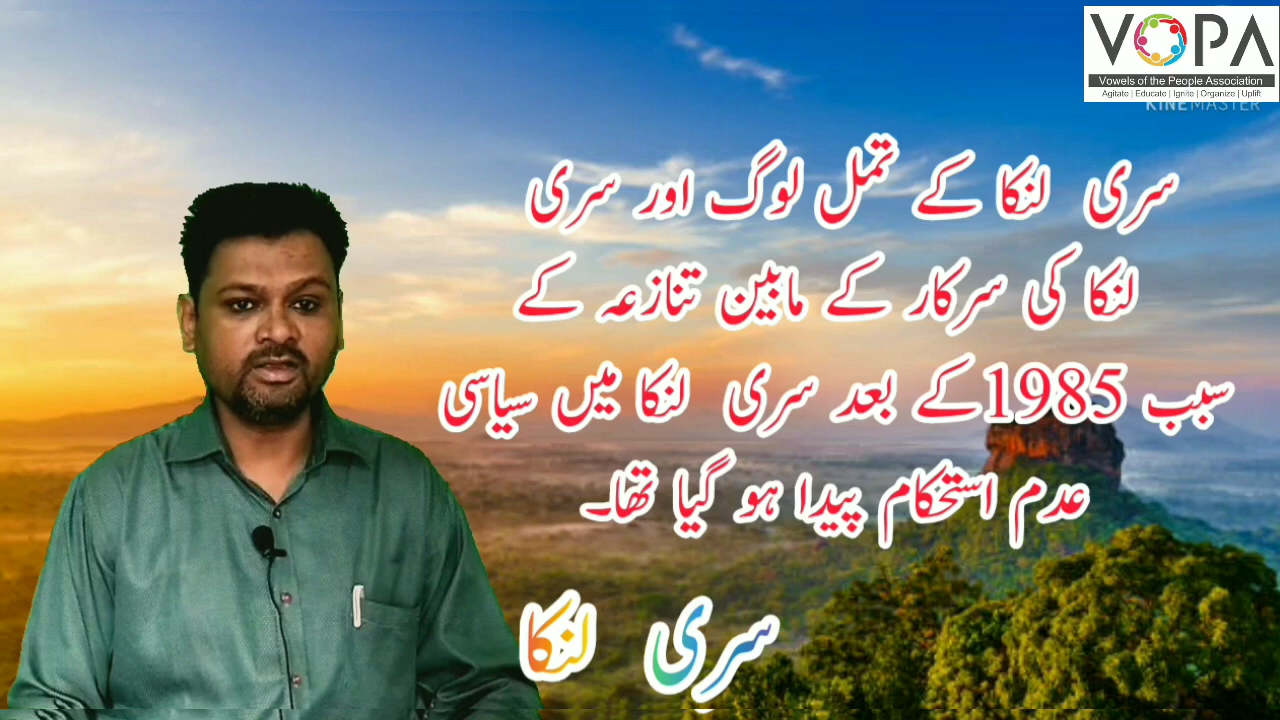 VOPA
Vowels of the People Association
Agitate | Educate | Ignite | Organize | Uplift
KINEMASTER
سری لنکا کے تمل لوگ اور سری
لنکا کی سرکار کے مابین تنازعہ کے
سبب 1985کے بعد سری لنکا میں سیاسی
عدم استحکام پیدا ہو گیا تھا۔
سری لنکا